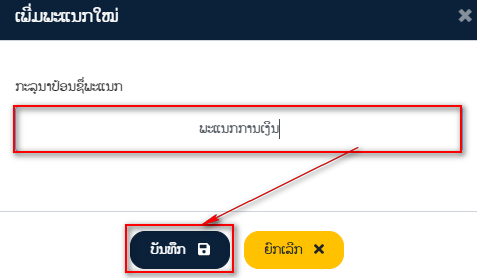 ເພີ່ມພະແນກໃໝ່
ກະລຸນາປ້ອນຊື່ພະແນກ
ພະແນກການເງິນ
ບັນທຶກ
ຍົກເລີກ